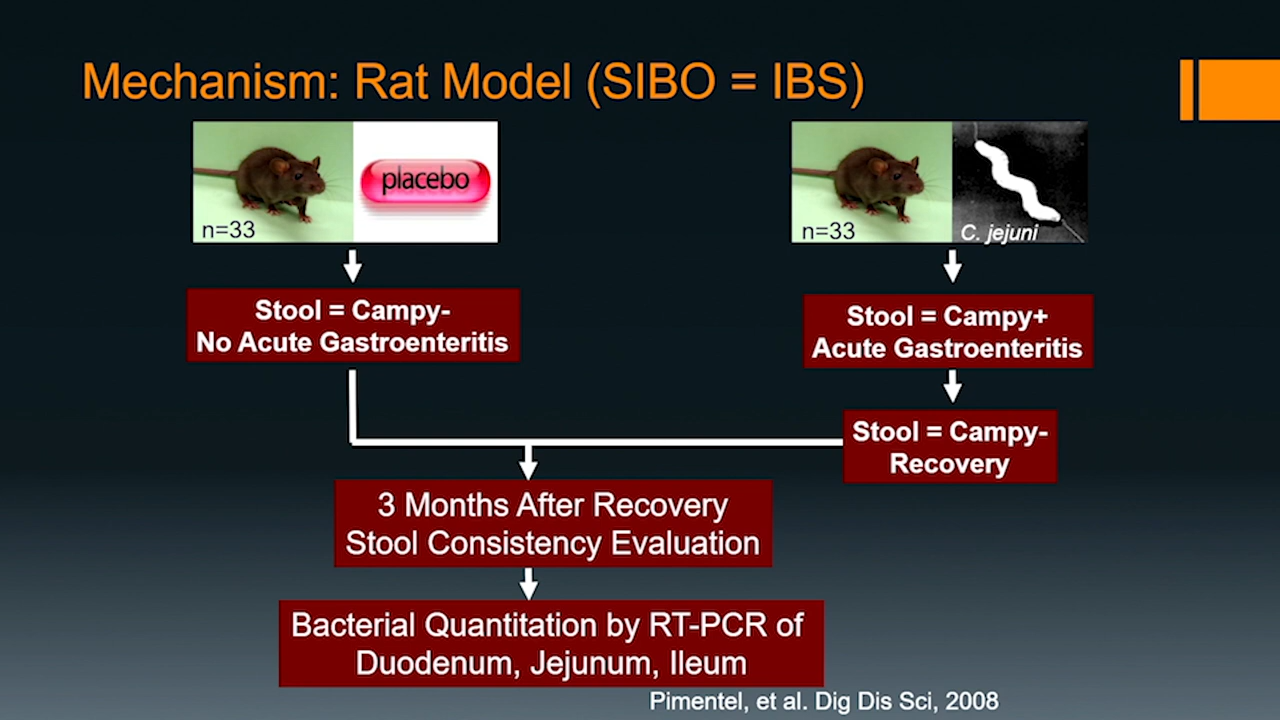 Mechanism: Rat Model (SIBO = IBS)
n=33
placebo
n=33
C. jejuni
Stool = Campy-
No Acute Gastroenteritis
Stool = Campy+
Acute Gastroenteritis
Stool = Campy-
Recovery
3 Months After Recovery
Stool Consistency Evaluation
Bacterial Quantitation by RT-PCR of
Duodenum, Jejunum, Ileum
Pimentel, et al. Dig Dis Sci, 2008